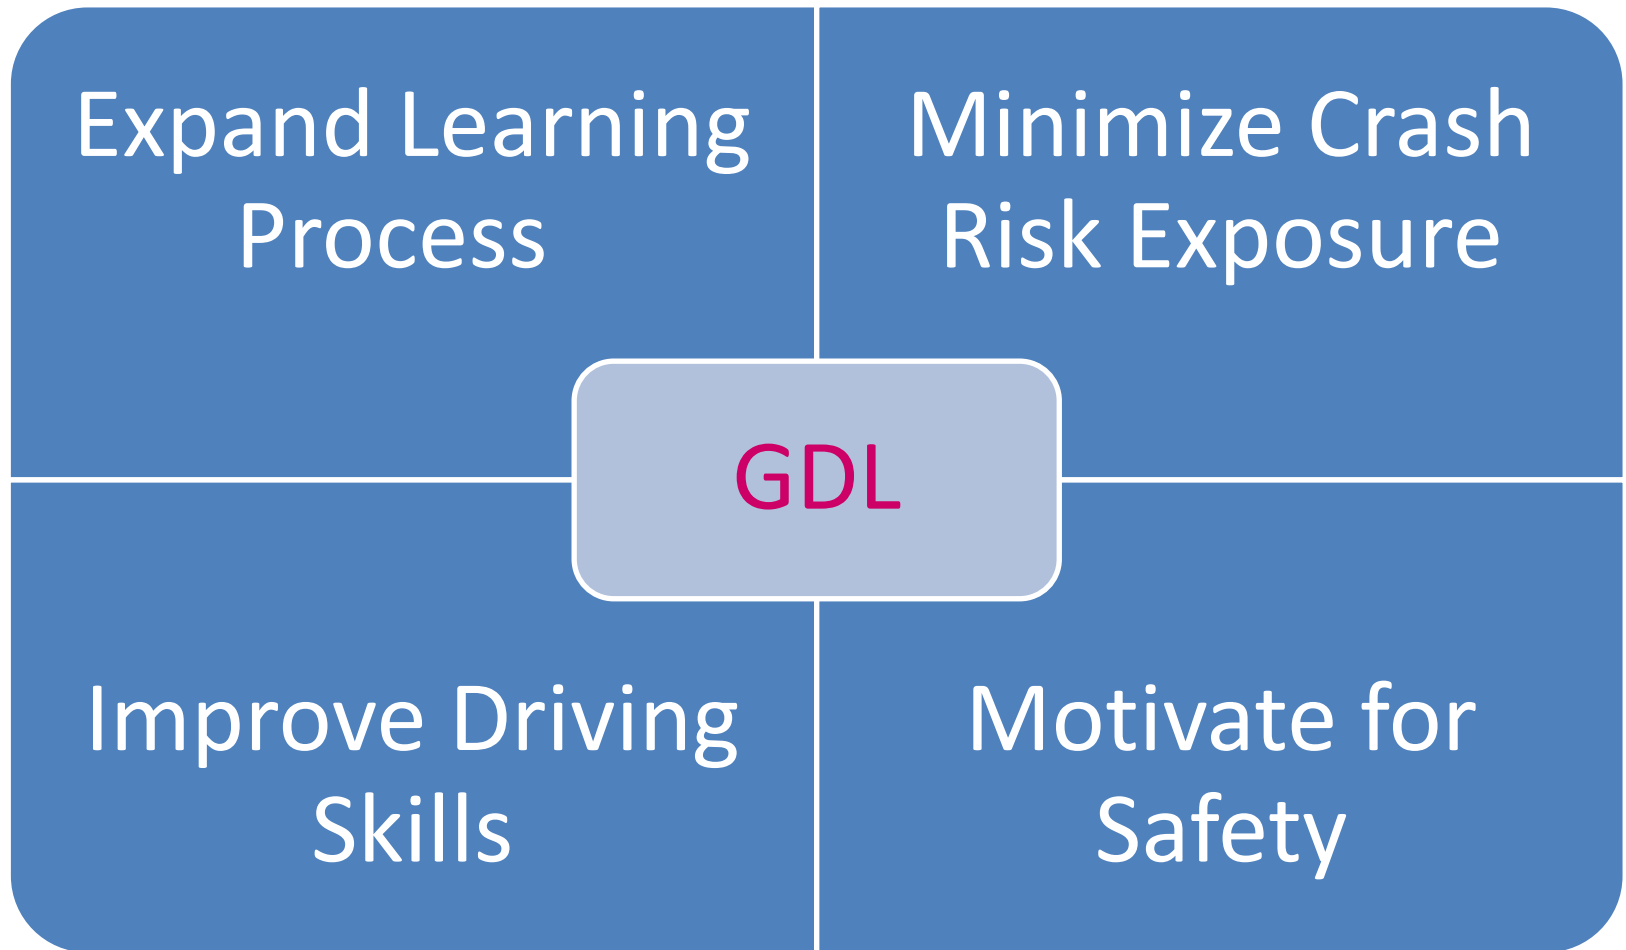 Expand Learning
Process
Minimize Crash
Risk Exposure
GDL
Improve Driving
Skills
Motivate for
Safety